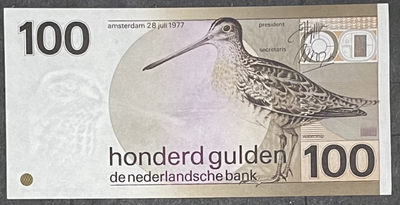 amsterdam 28 juli 1977
president
100
secretaris
honderd gulden
de nederlandsche bank
100